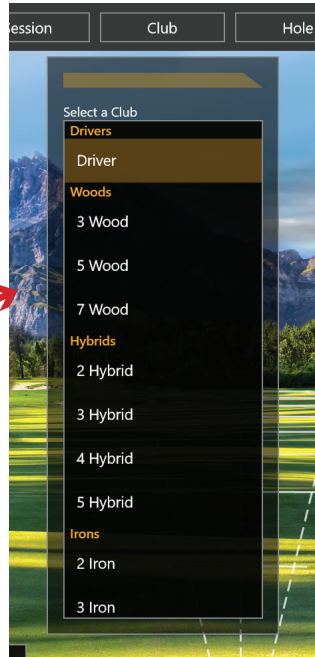 Session
Club
Hole
Select a Club
Drivers
Driver
Woods
3 Wood
5 Wood
7 Wood
Hybrids
2 Hybrid
3 Hybrid
4 Hybrid
5 Hybrid
Irons
2 Iron
3 Iron